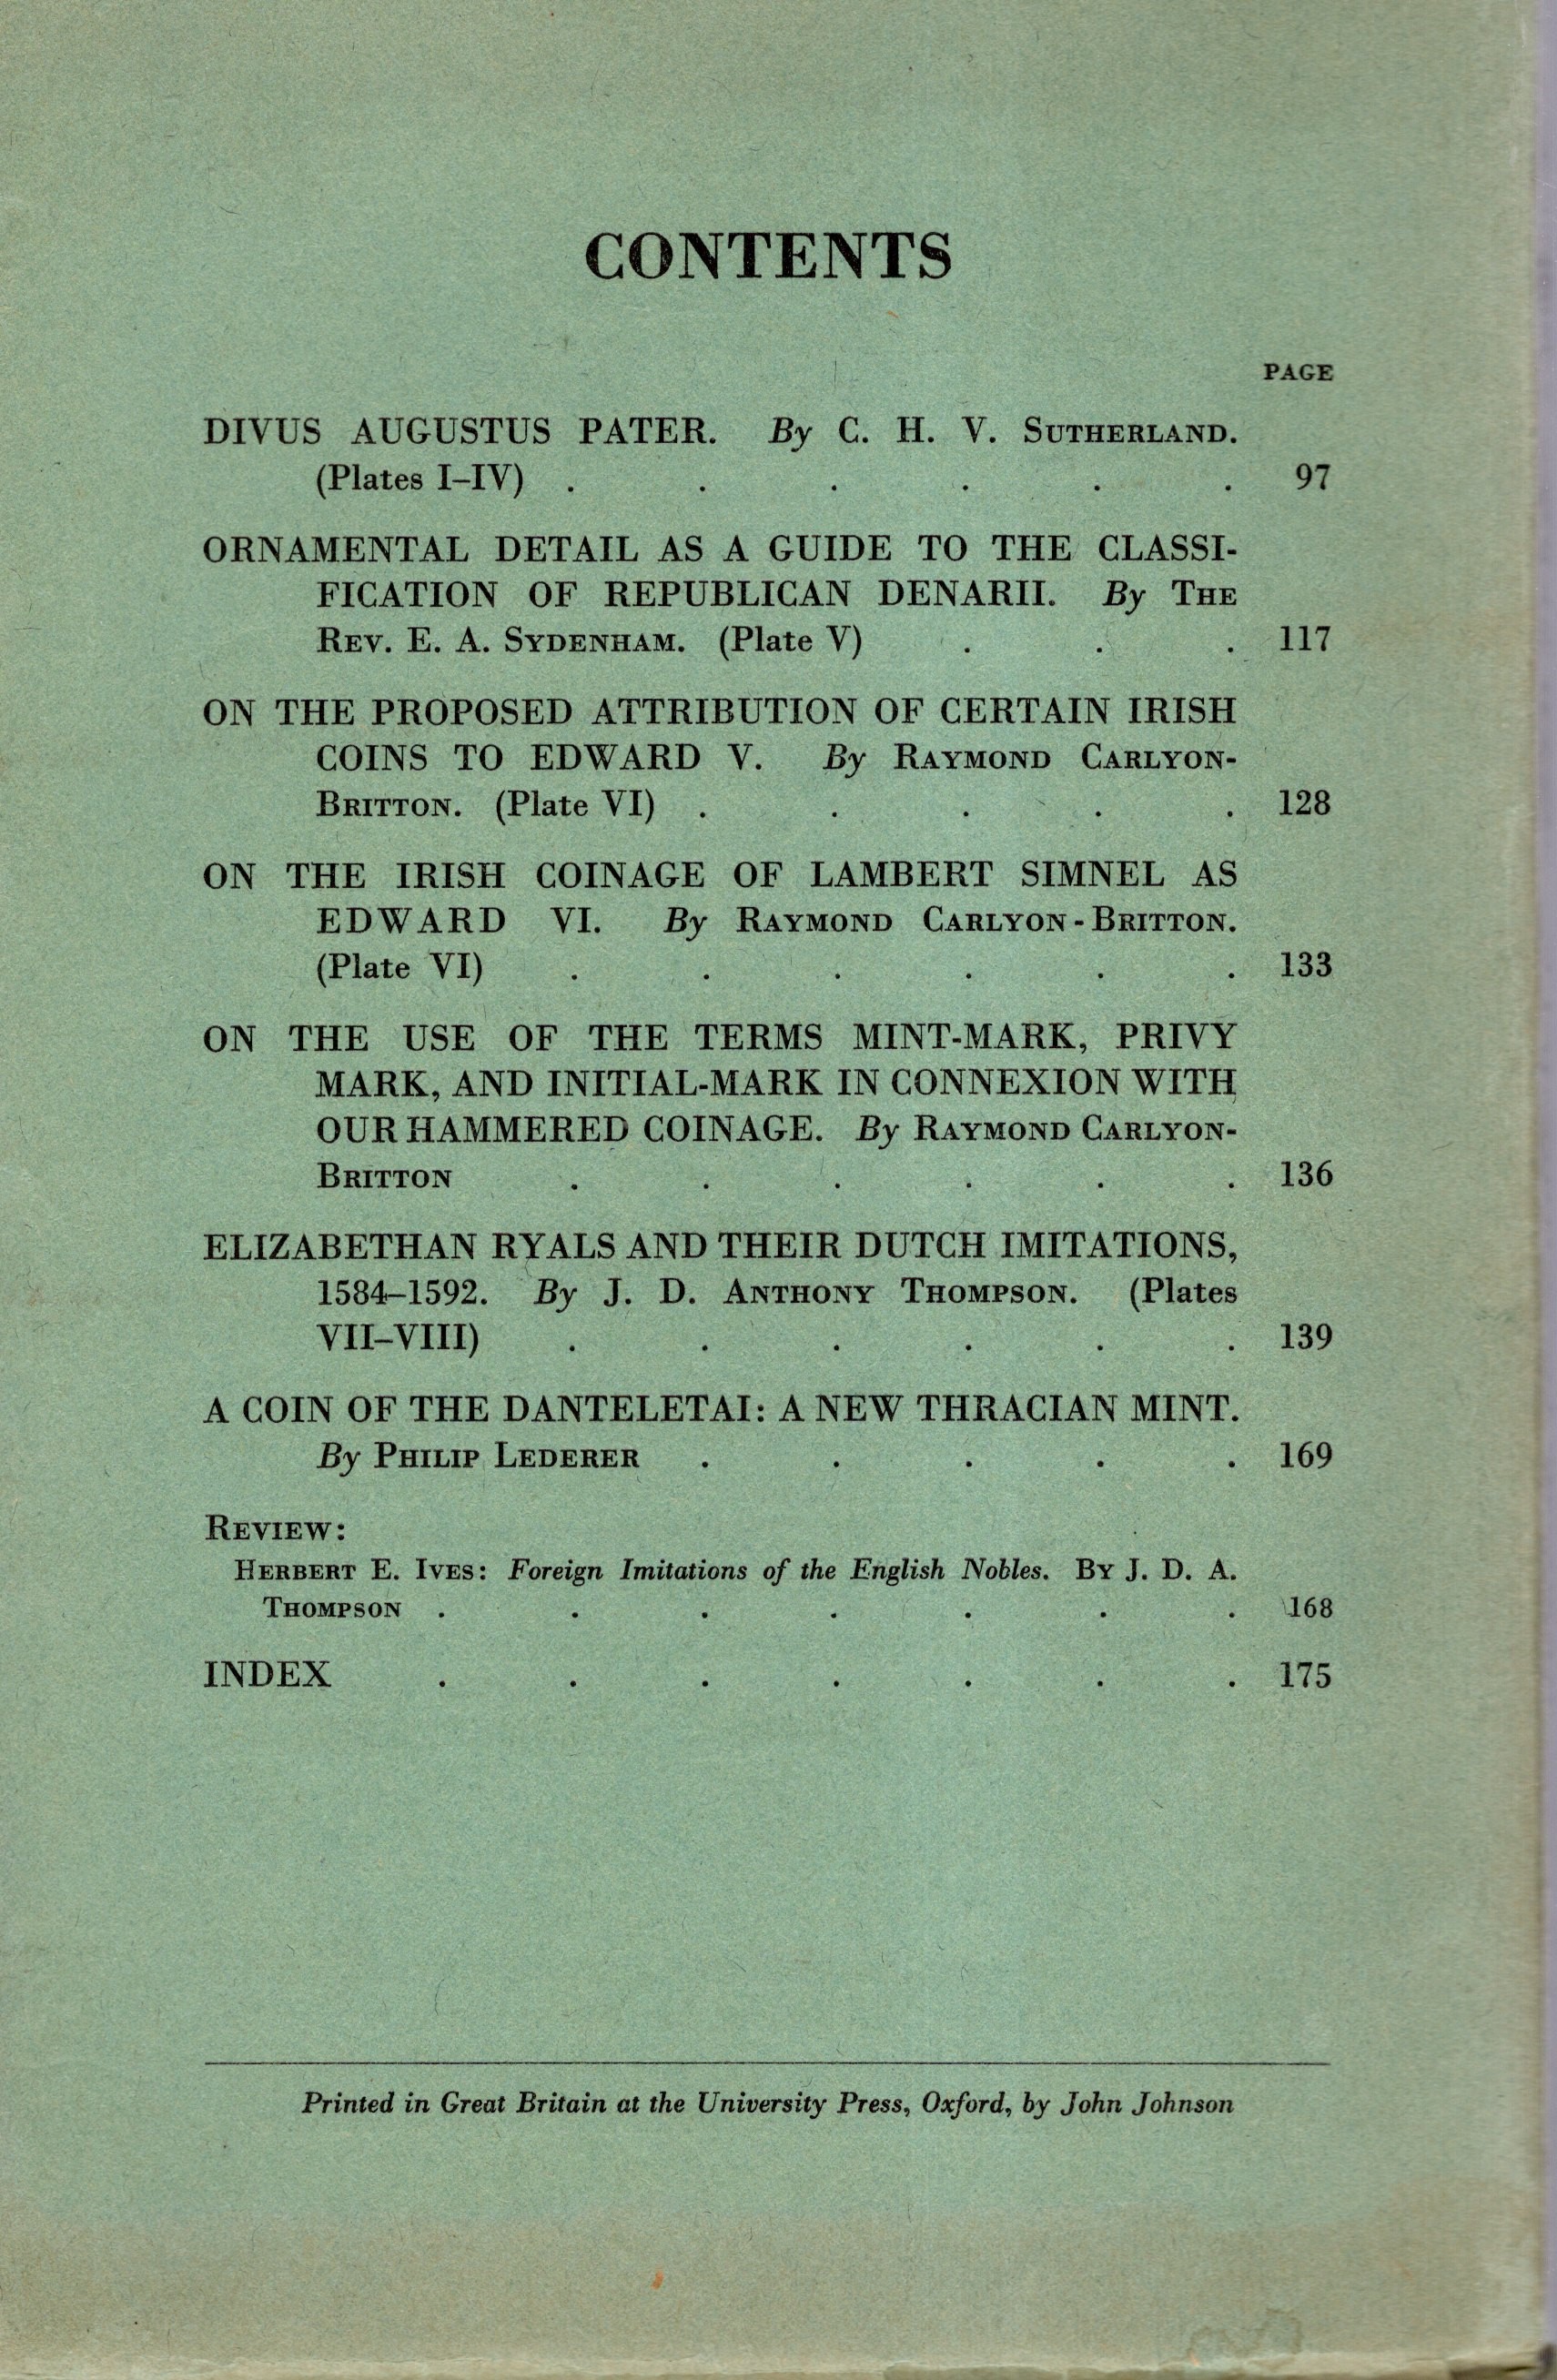 CONTENTS
PAGE
DIVUS AUGUSTUS PATER. By C. H. V. SUTHERLAND.
(Plates I–IV) . . . . . . 97
ORNAMENTAL DETAIL AS A GUIDE TO THE CLASSI-
FICATION OF REPUBLICAN DENARII. By THE
REV. E. A. SYDENHAM. (Plate V) . . . 117
ON THE PROPOSED ATTRIBUTION OF CERTAIN IRISH
COINS TO EDWARD V. By RAYMOND CARLYON-
BRITTON. (Plate VI) . . . . . 128
ON THE IRISH COINAGE OF LAMBERT SIMNEL AS
EDWARD VI. By RAYMOND CARLYON-BRITTON.
(Plate VI) . . . . . . 133
ON THE USE OF THE TERMS MINT-MARK, PRIVY
MARK, AND INITIAL-MARK IN CONNEXION WITH
OUR HAMMERED COINAGE. By RAYMOND CARLYON-
BRITTON . . . . . . 136
ELIZABETHAN RYALS AND THEIR DUTCH IMITATIONS,
1584–1592. By J. D. ANTHONY THOMPSON. (Plates
VII–VIII) . . . . . . 139
A COIN OF THE DANTELETAI: A NEW THRACIAN MINT.
By PHILIP LEDERER . . . . . 169
REVIEW:
HERBERT E. IVES: Foreign Imitations of the English Nobles. BY J. D. A.
THOMPSON . . . . . . . 168
INDEX . . . . . . . 175
Printed in Great Britain at the University Press, Oxford, by John Johnson